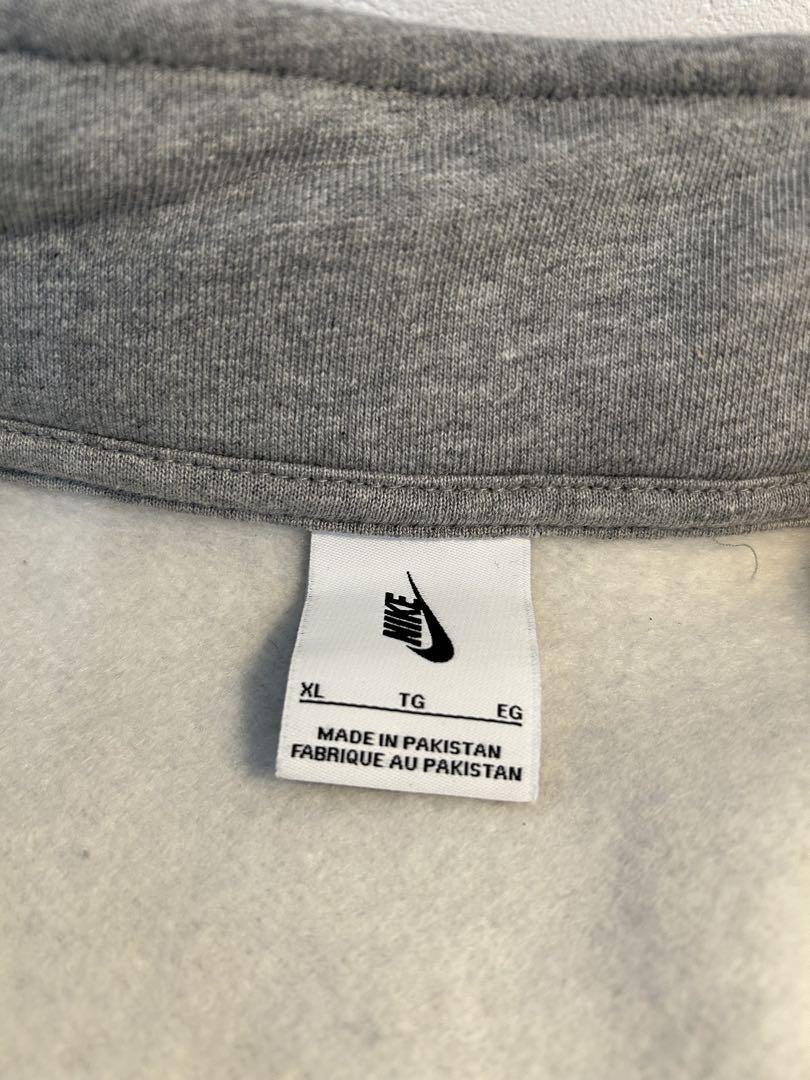 NIKE
XL TG EG
MADE IN PAKISTAN
FABRIQUE AU PAKISTAN